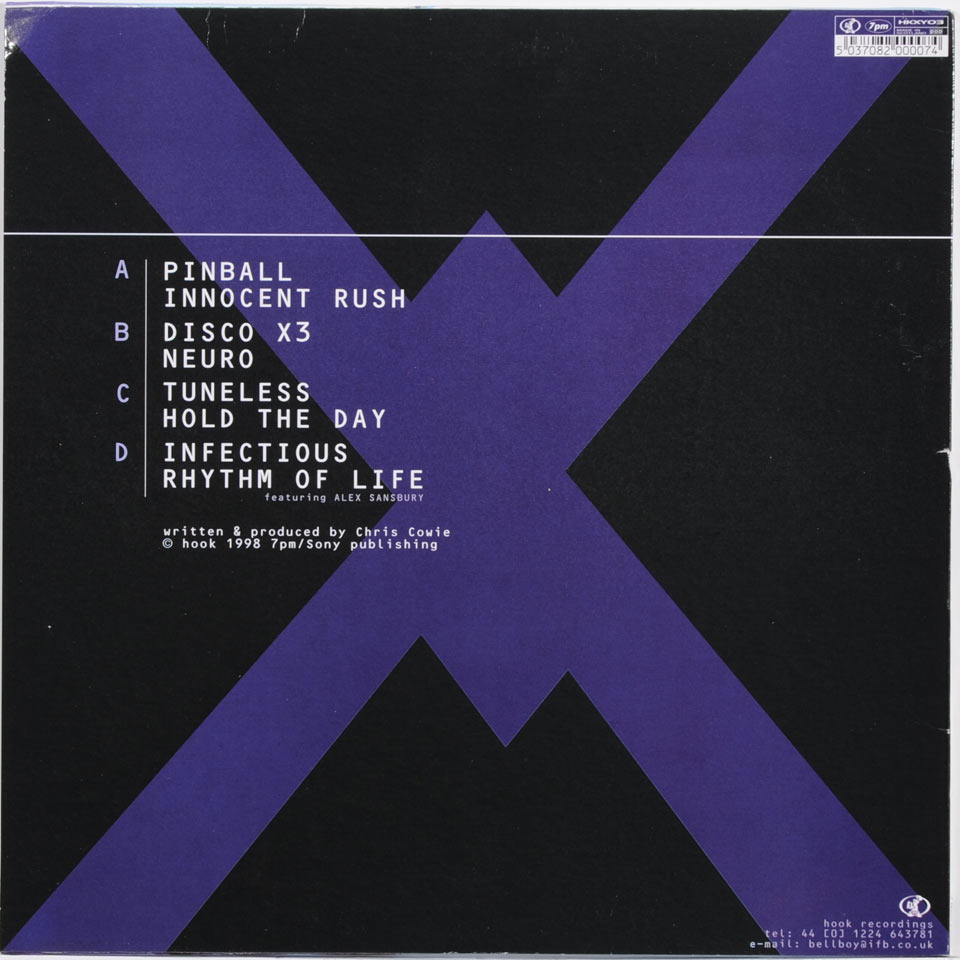 7pm
HKXY03
5 037082 000074
A PINBALL
INNOCENT RUSH
B DISCO X3
NEURO
C TUNELESS
HOLD THE DAY
D INFECTIOUS
RHYTHM OF LIFE
featuring ALEX SANSBURY
written & produced by Chris Cowie
© hook 1998 7pm/Sony publishing
hook recordings
tel: 44 [0] 1224 643781
e-mail: bellboy@ifb.co.uk